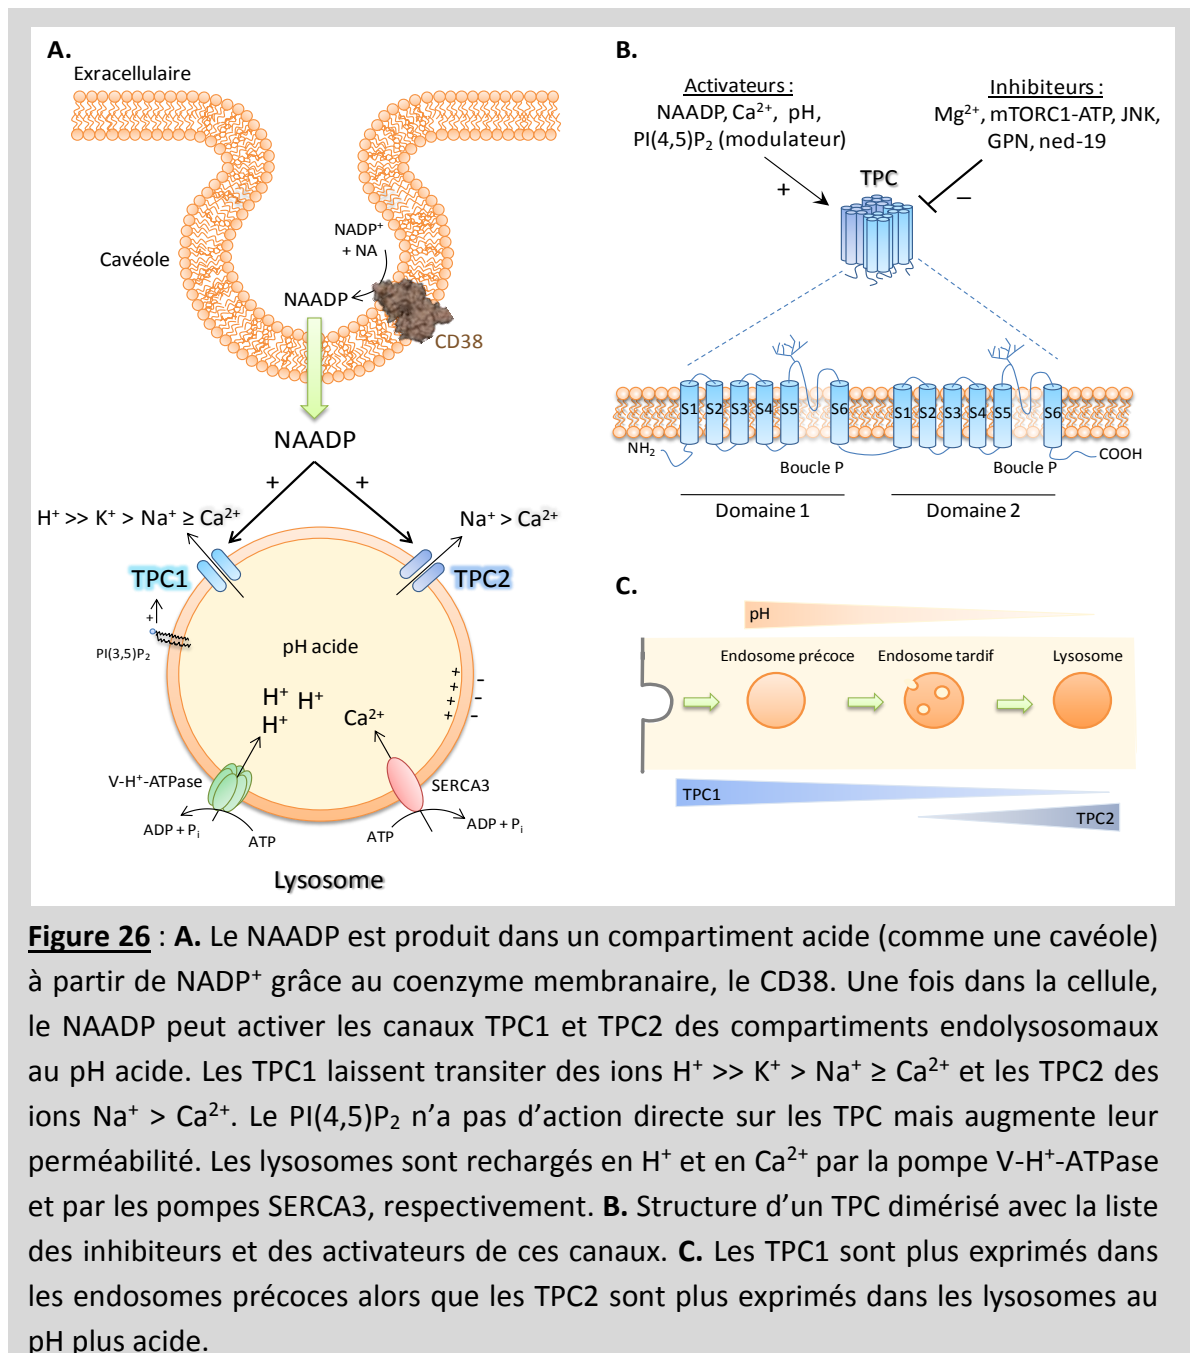 A.
Exracellulaire
Cavéole
NADP⁺
+ NA
NAADP
CD38
NAADP
+ +
H⁺ >> K⁺ > Na⁺ ≥ Ca²⁺
Na⁺ > Ca²⁺
TPC1
TPC2
+
PI(3,5)P₂
pH acide
H⁺ H⁺
H⁺
Ca²⁺
+ + + +
- - - -
V-H⁺-ATPase
SERCA3
ADP + Pᵢ
ATP
ATP
ADP + Pᵢ
Lysosome
B.
Activateurs :
NAADP, Ca²⁺, pH,
PI(4,5)P₂ (modulateur)
Inhibiteurs :
Mg²⁺, mTORC1-ATP, JNK,
GPN, ned-19
+
TPC
–
S1 S2 S3 S4 S5 S6 S1 S2 S3 S4 S5 S6
NH₂
Boucle P
Boucle P
COOH
Domaine 1
Domaine 2
C.
pH
Endosome précoce
Endosome tardif
Lysosome
TPC1
TPC2
Figure 26 : A. Le NAADP est produit dans un compartiment acide (comme une cavéole)
à partir de NADP⁺ grâce au coenzyme membranaire, le CD38. Une fois dans la cellule,
le NAADP peut activer les canaux TPC1 et TPC2 des compartiments endolysosomaux
au pH acide. Les TPC1 laissent transiter des ions H⁺ >> K⁺ > Na⁺ ≥ Ca²⁺ et les TPC2 des
ions Na⁺ > Ca²⁺. Le PI(4,5)P₂ n’a pas d’action directe sur les TPC mais augmente leur
perméabilité. Les lysosomes sont rechargés en H⁺ et en Ca²⁺ par la pompe V-H⁺-ATPase
et par les pompes SERCA3, respectivement. B. Structure d’un TPC dimérisé avec la liste
des inhibiteurs et des activateurs de ces canaux. C. Les TPC1 sont plus exprimés dans
les endosomes précoces alors que les TPC2 sont plus exprimés dans les lysosomes au
pH plus acide.